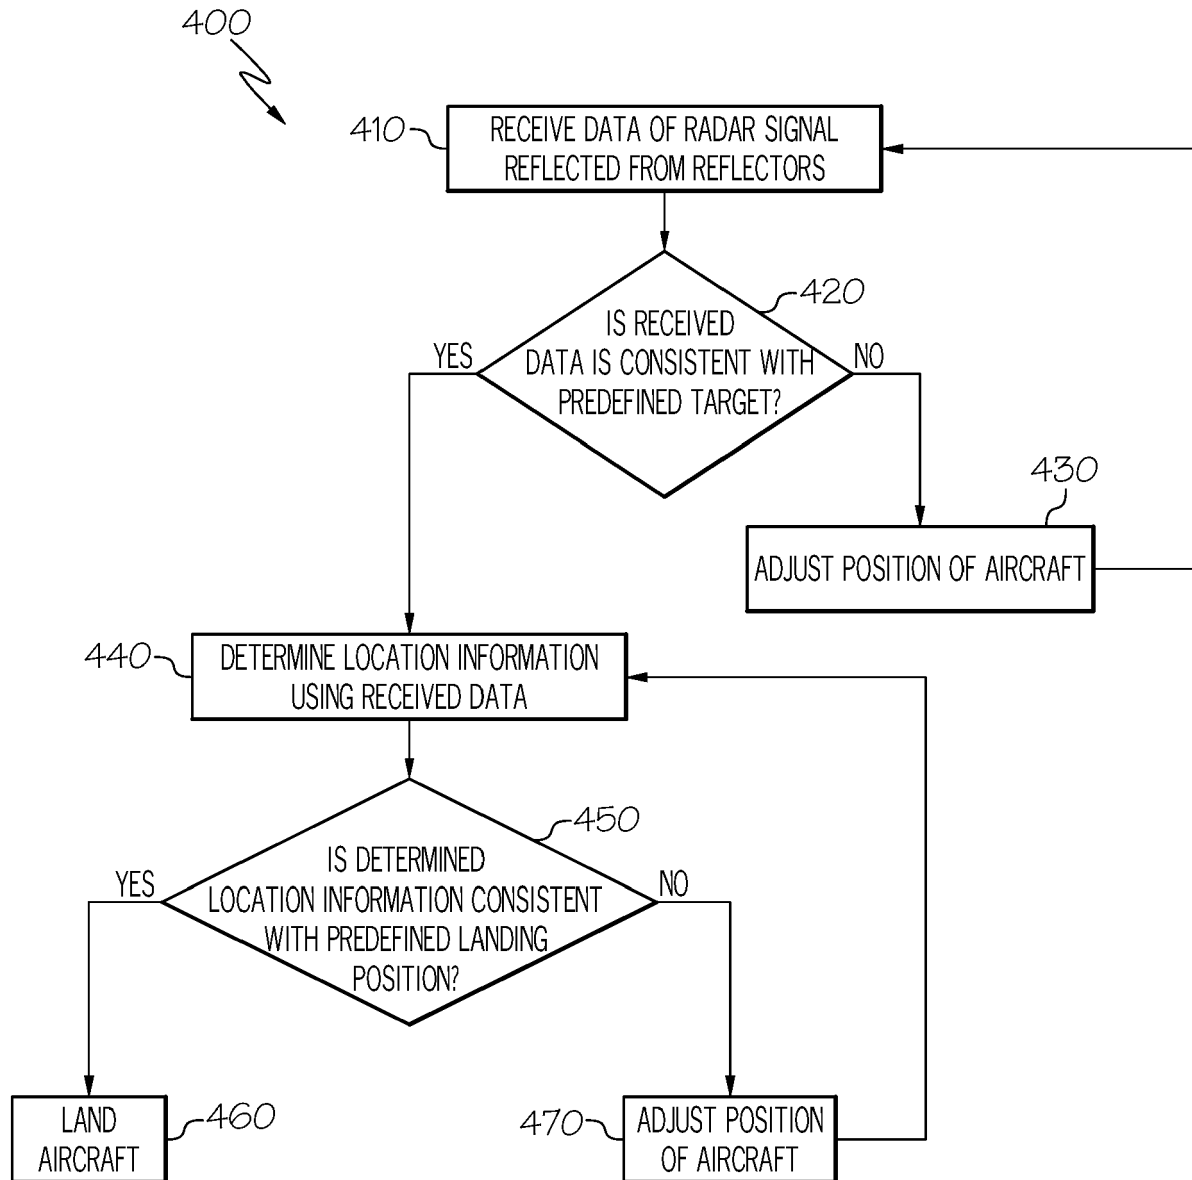 400
410
RECEIVE DATA OF RADAR SIGNAL
REFLECTED FROM REFLECTORS
420
IS RECEIVED
DATA IS CONSISTENT WITH
PREDEFINED TARGET?
YES
NO
430
ADJUST POSITION OF AIRCRAFT
440
DETERMINE LOCATION INFORMATION
USING RECEIVED DATA
450
IS DETERMINED
LOCATION INFORMATION CONSISTENT
WITH PREDEFINED LANDING
POSITION?
YES
NO
LAND
AIRCRAFT
460
470
ADJUST POSITION
OF AIRCRAFT